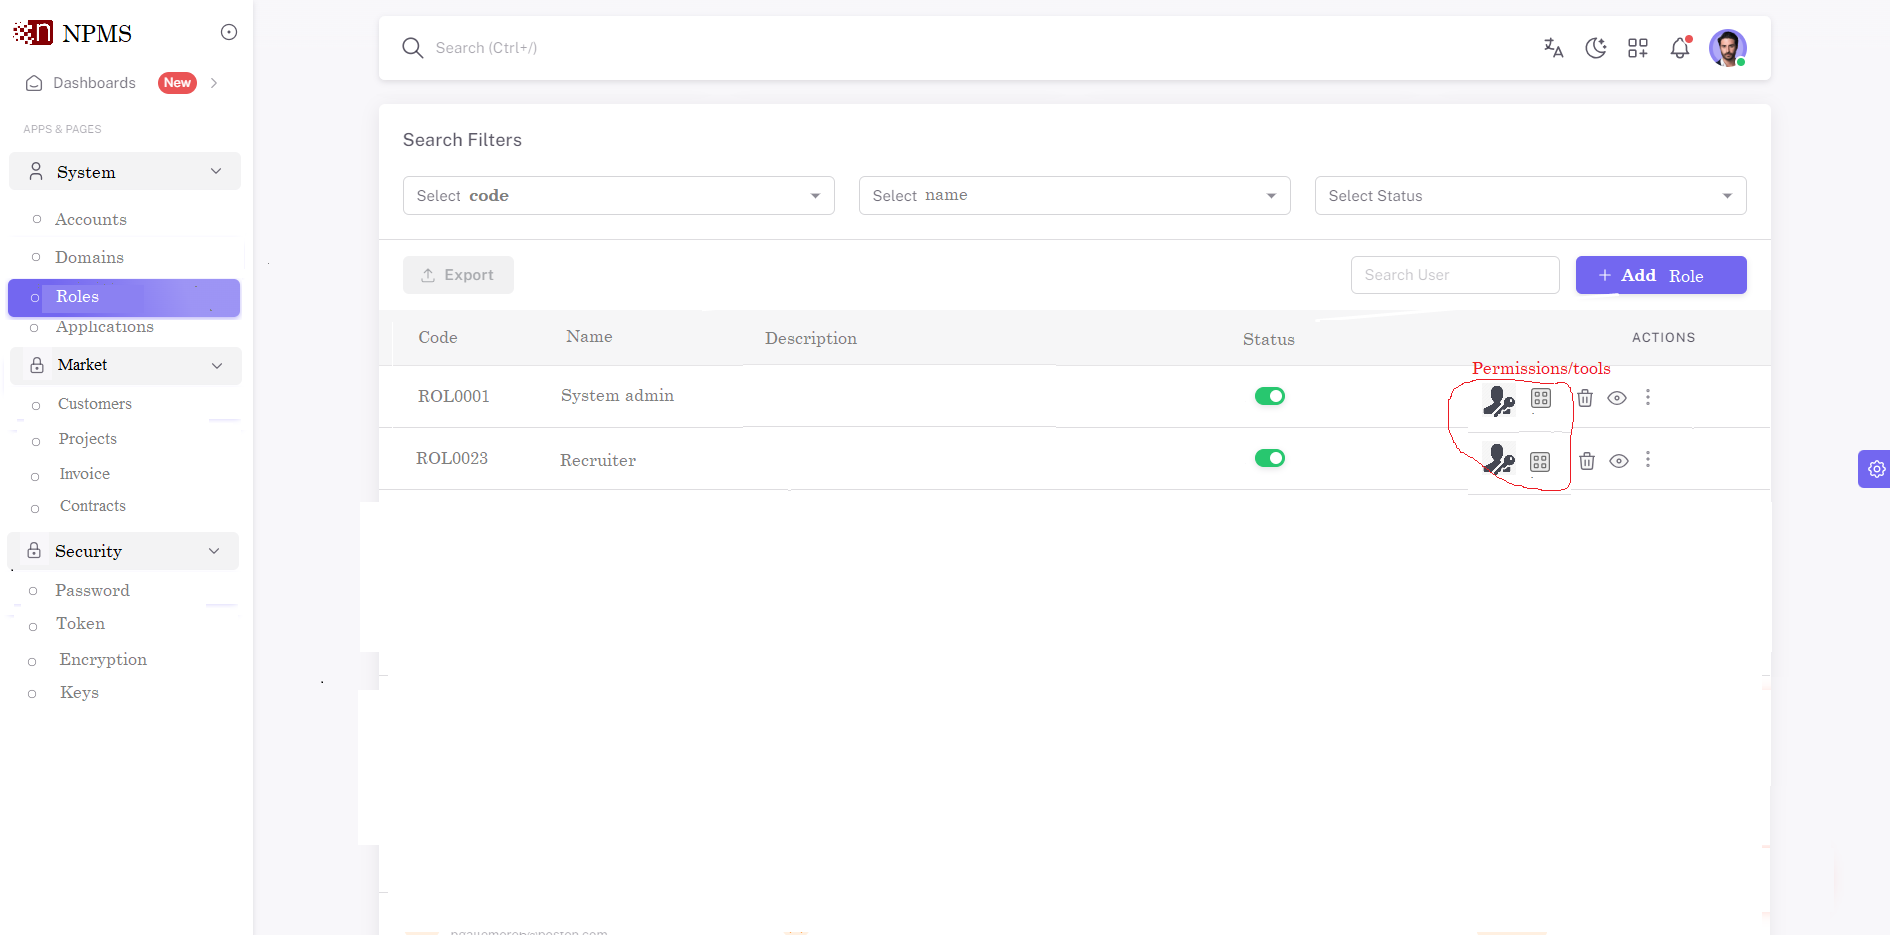 NPMS
Dashboards New
APPS & PAGES
System
Accounts
Domains
Roles
Applications
Market
Customers
Projects
Invoice
Contracts
Security
Password
Token
Encryption
Keys
Search (Ctrl+/)
Search Filters
Select code
Select name
Select Status
Export
Search User
+ Add Role
Code Name Description Status ACTIONS
Permissions/tools
ROL0001 System admin
ROL0023 Recruiter